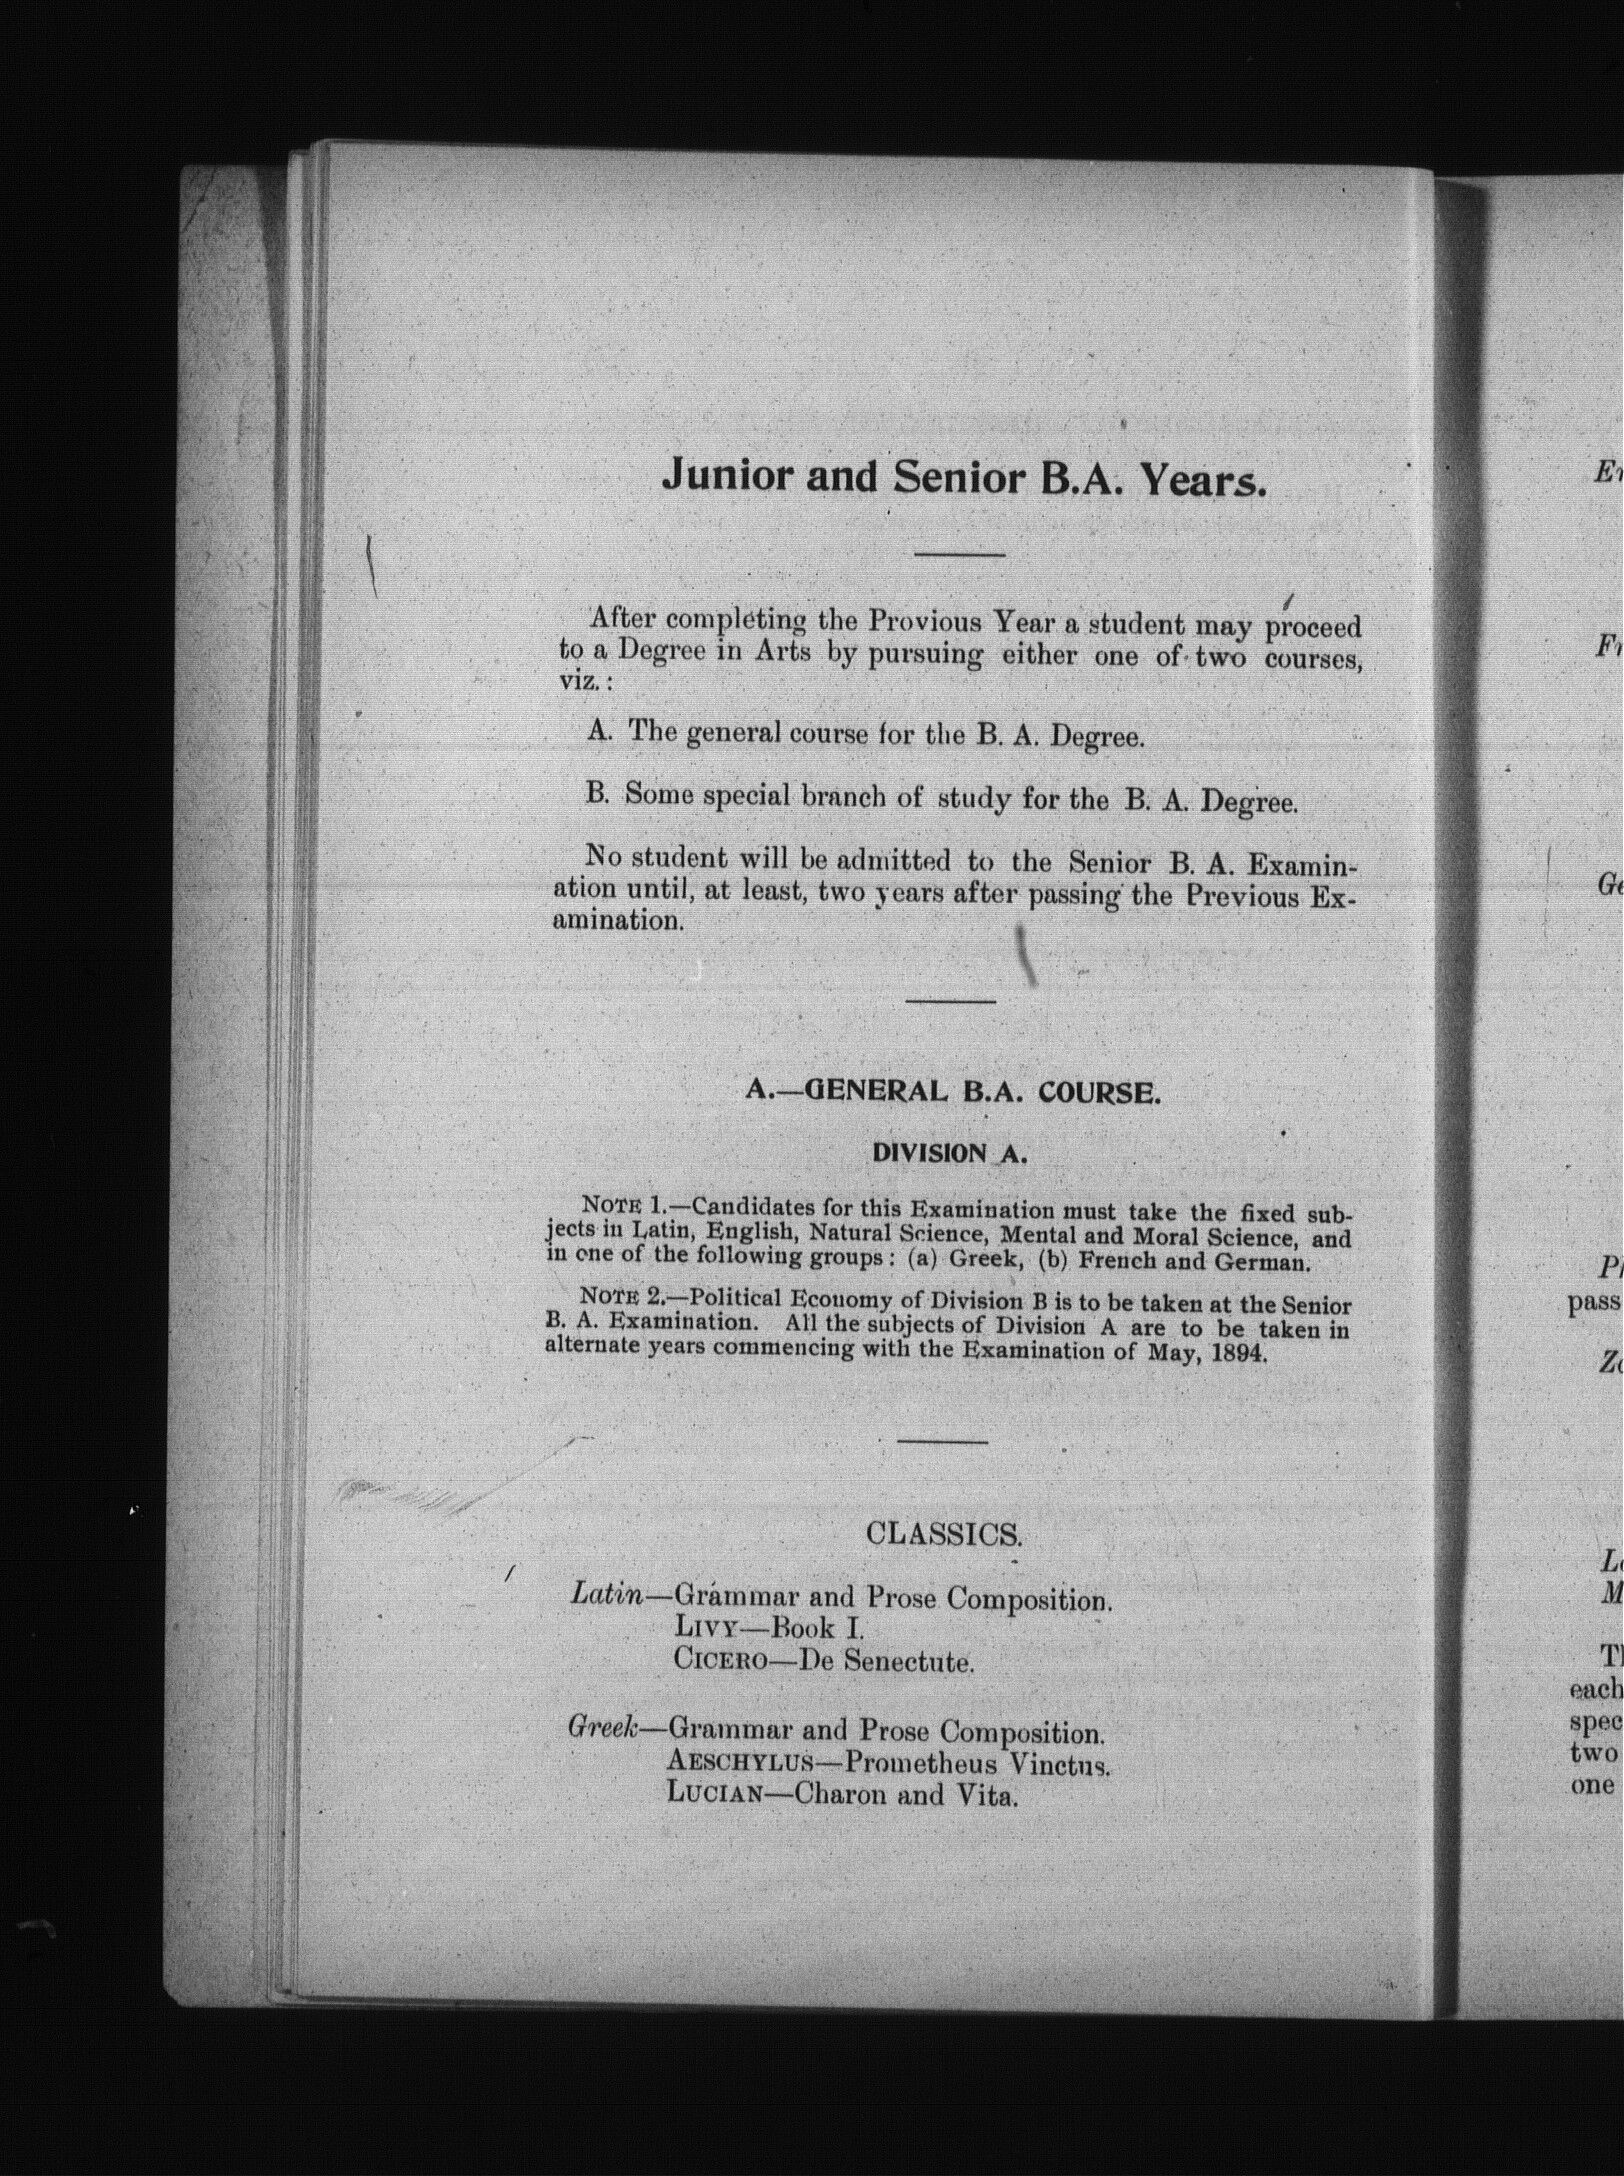 Junior and Senior B.A. Years.
After completing the Provious Year a student may proceed
to a Degree in Arts by pursuing either one of two courses,
viz.:
A. The general course for the B. A. Degree.
B. Some special branch of study for the B. A. Degree.
No student will be admitted to the Senior B. A. Examin-
ation until, at least, two years after passing the Previous Ex-
amination.
A.—GENERAL B.A. COURSE.
DIVISION A.
NOTE 1.—Candidates for this Examination must take the fixed sub-
jects in Latin, English, Natural Science, Mental and Moral Science, and
in one of the following groups: (a) Greek, (b) French and German.
NOTE 2.—Political Economy of Division B is to be taken at the Senior
B. A. Examination. All the subjects of Division A are to be taken in
alternate years commencing with the Examination of May, 1894.
CLASSICS.
Latin—Grammar and Prose Composition.
LIVY—Book I.
CICERO—De Senectute.
Greek—Grammar and Prose Composition.
AESCHYLUS—Prometheus Vinctus.
LUCIAN—Charon and Vita.
pass
each
spec
two
one